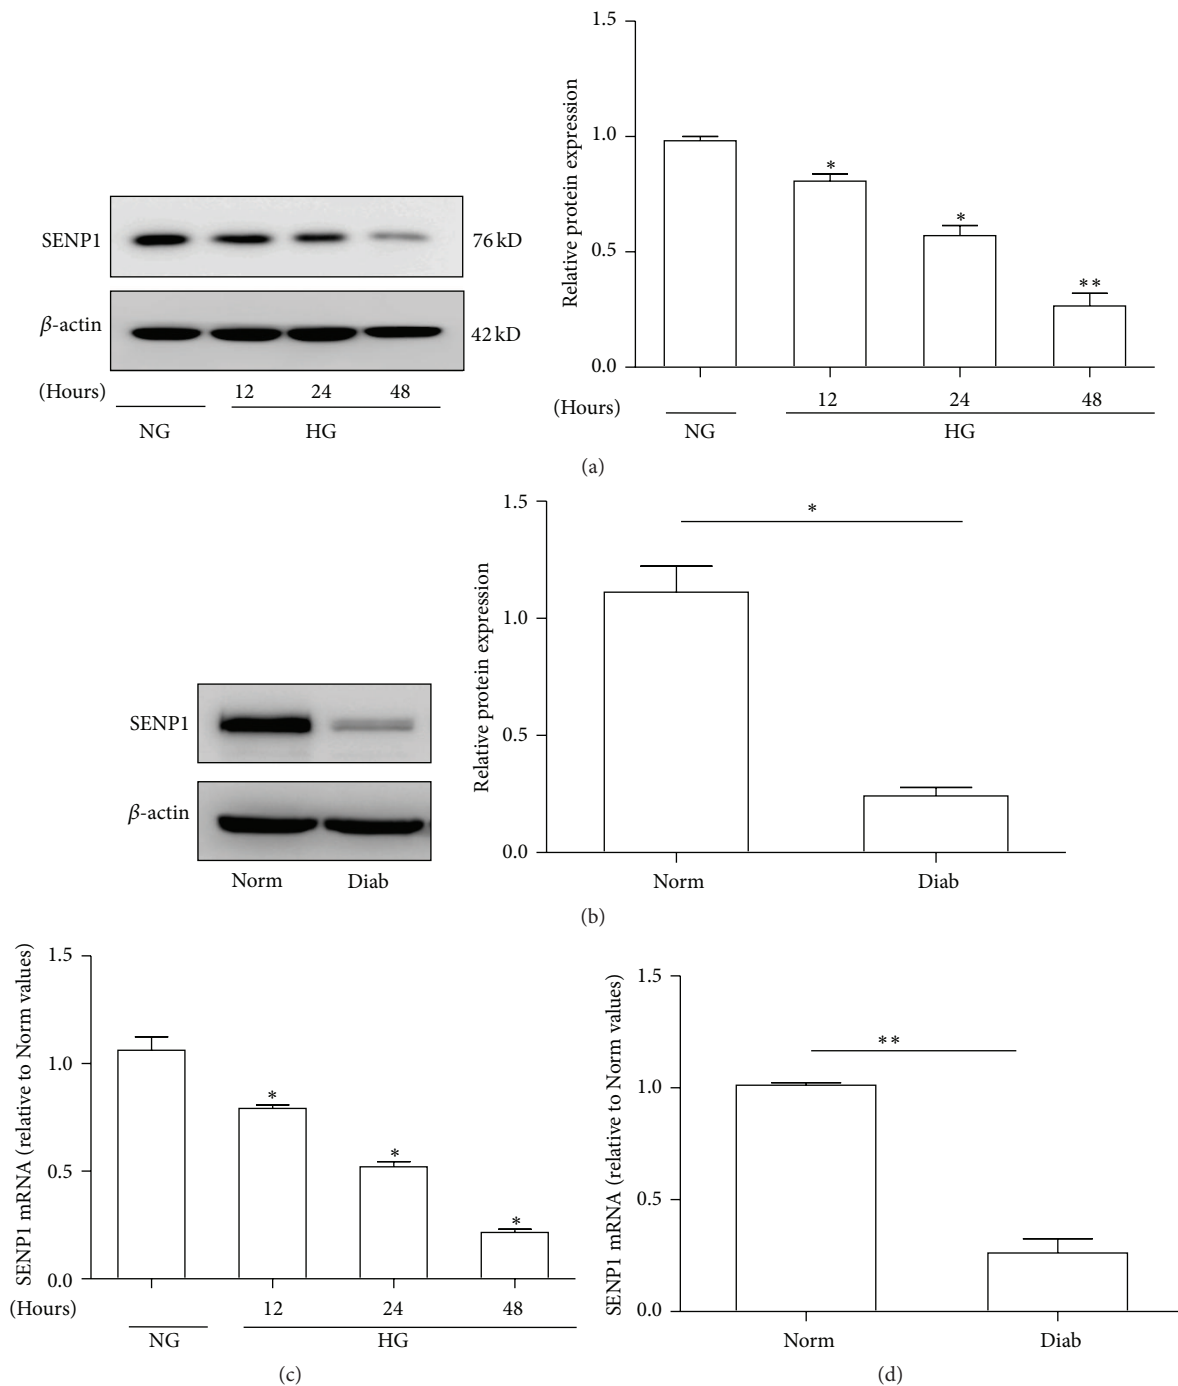 SENP1
76 kD
β-actin
42 kD
(Hours) 12 24 48
NG HG
Relative protein expression
1.5
1.0
0.5
0.0
*
*
**
(Hours) 12 24 48
NG HG
(a)
SENP1
β-actin
Norm Diab
Relative protein expression
1.5
1.0
0.5
0.0
*
Norm Diab
(b)
SENP1 mRNA (relative to Norm values)
1.5
1.0
0.5
0.0
*
*
*
(Hours) 12 24 48
NG HG
(c)
SENP1 mRNA (relative to Norm values)
1.5
1.0
0.5
0.0
**
Norm Diab
(d)